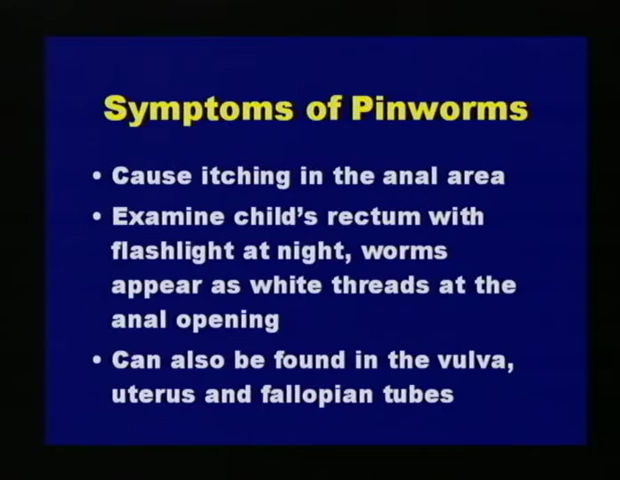 Symptoms of Pinworms
• Cause itching in the anal area
• Examine child's rectum with
flashlight at night, worms
appear as white threads at the
anal opening
• Can also be found in the vulva,
uterus and fallopian tubes